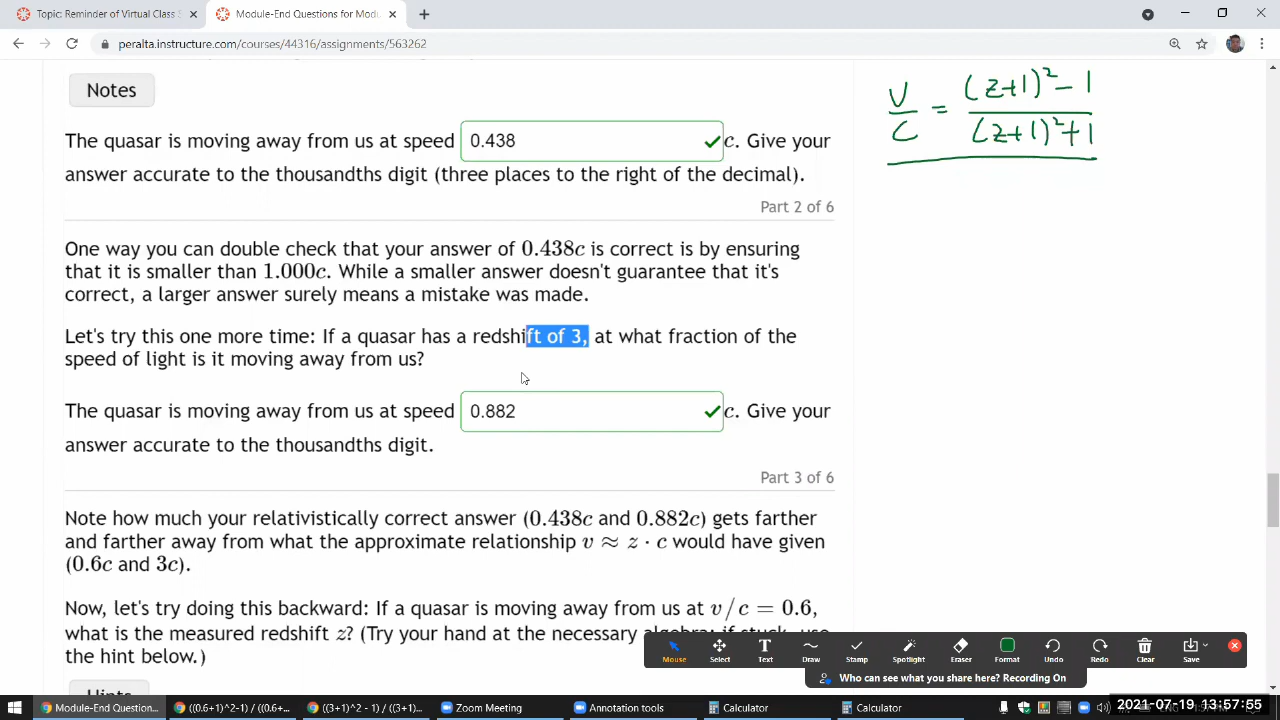 Topic: Reminder of Virtual Class S
Module-End Questions for Modu
peralta.instructure.com/courses/44316/assignments/563262
Notes
The quasar is moving away from us at speed 0.438 c. Give your
answer accurate to the thousandths digit (three places to the right of the decimal).
Part 2 of 6
One way you can double check that your answer of 0.438c is correct is by ensuring
that it is smaller than 1.000c. While a smaller answer doesn't guarantee that it's
correct, a larger answer surely means a mistake was made.
Let's try this one more time: If a quasar has a redshift of 3, at what fraction of the
speed of light is it moving away from us?
The quasar is moving away from us at speed 0.882 c. Give your
answer accurate to the thousandths digit.
Part 3 of 6
Note how much your relativistically correct answer (0.438c and 0.882c) gets farther
and farther away from what the approximate relationship v ≈ z · c would have given
(0.6c and 3c).
Now, let's try doing this backward: If a quasar is moving away from us at v/c = 0.6,
what is the measured redshift z? (Try your hand at the necessary algebra; if stuck, use
the hint below.)
Hints
v/c = (z+1)²-1 / (z+1)²+1
Mouse Select Text Draw Stamp Spotlight Eraser Format Undo Redo Clear Save
Who can see what you share here? Recording On
Module-End Question... ((0.6+1)^2-1) / ((0.6+... ((3+1)^2 - 1) / ((3+1)... Zoom Meeting Annotation tools Calculator Calculator
2021-07-19 13:57:55